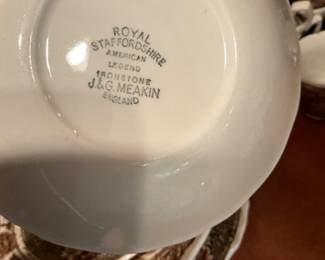 ROYAL
STAFFORDSHIRE
AMERICAN
LEGEND
IRONSTONE
J.&G. MEAKIN
ENGLAND